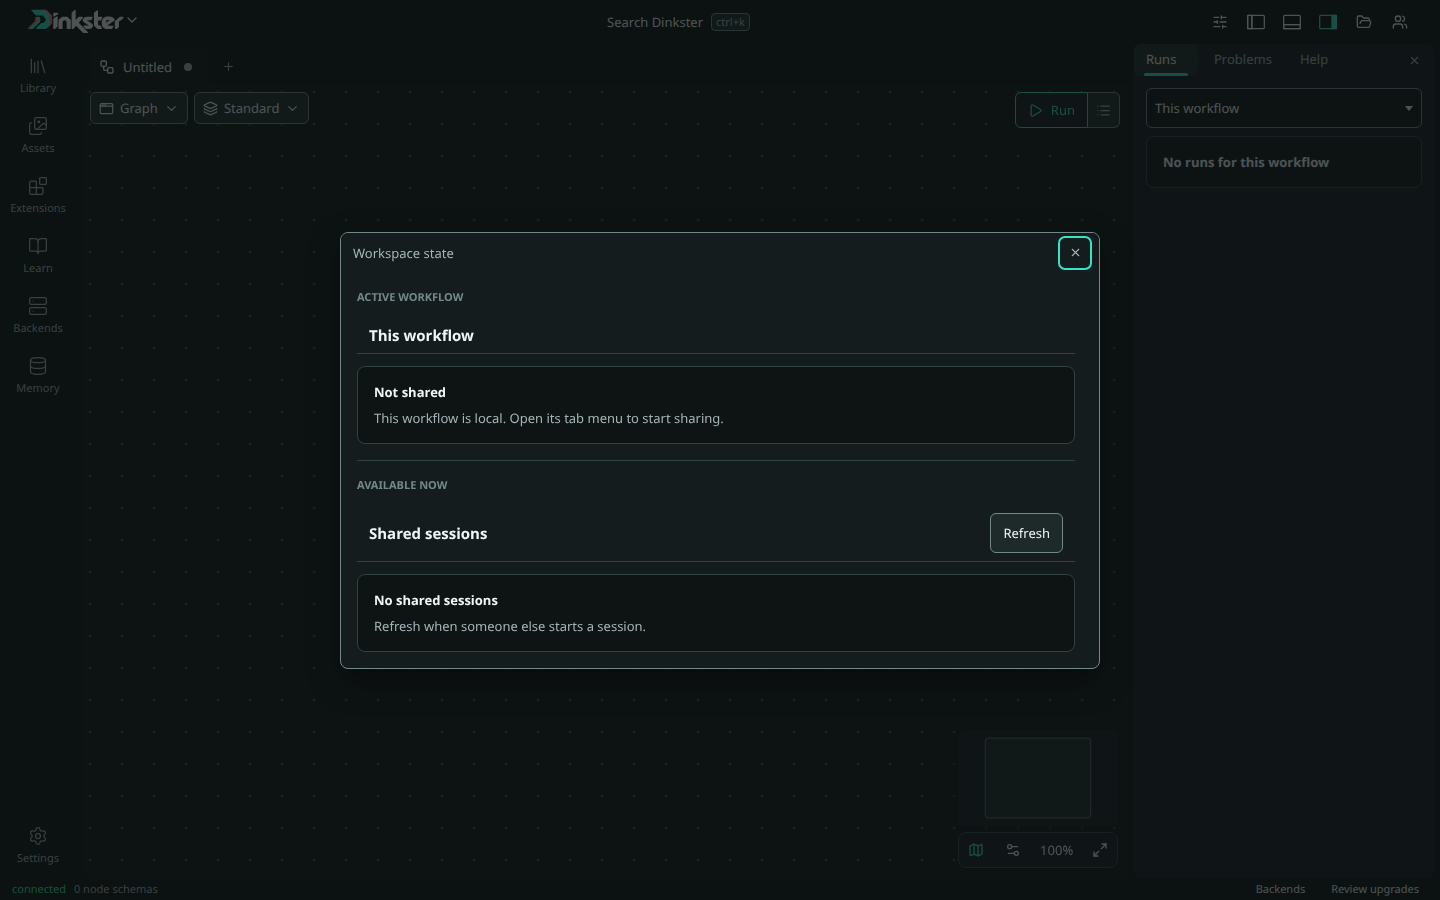 Dinkster
Search Dinkster ctrl+k
Library
Assets
Extensions
Learn
Backends
Memory
Settings
Untitled
Graph
Standard
Run
Runs
Problems
Help
This workflow
No runs for this workflow
Workspace state
ACTIVE WORKFLOW
This workflow
Not shared
This workflow is local. Open its tab menu to start sharing.
AVAILABLE NOW
Shared sessions
Refresh
No shared sessions
Refresh when someone else starts a session.
100%
connected 0 node schemas
Backends
Review upgrades